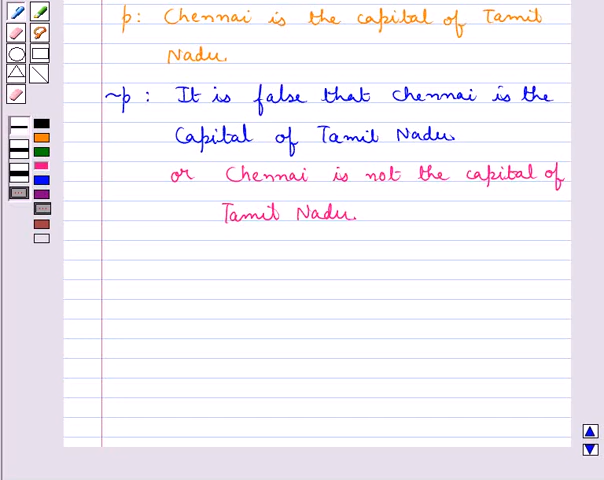 p: Chennai is the capital of Tamil
Nadu.
~p: It is false that Chennai is the
Capital of Tamil Nadu.
or Chennai is not the capital of
Tamil Nadu.